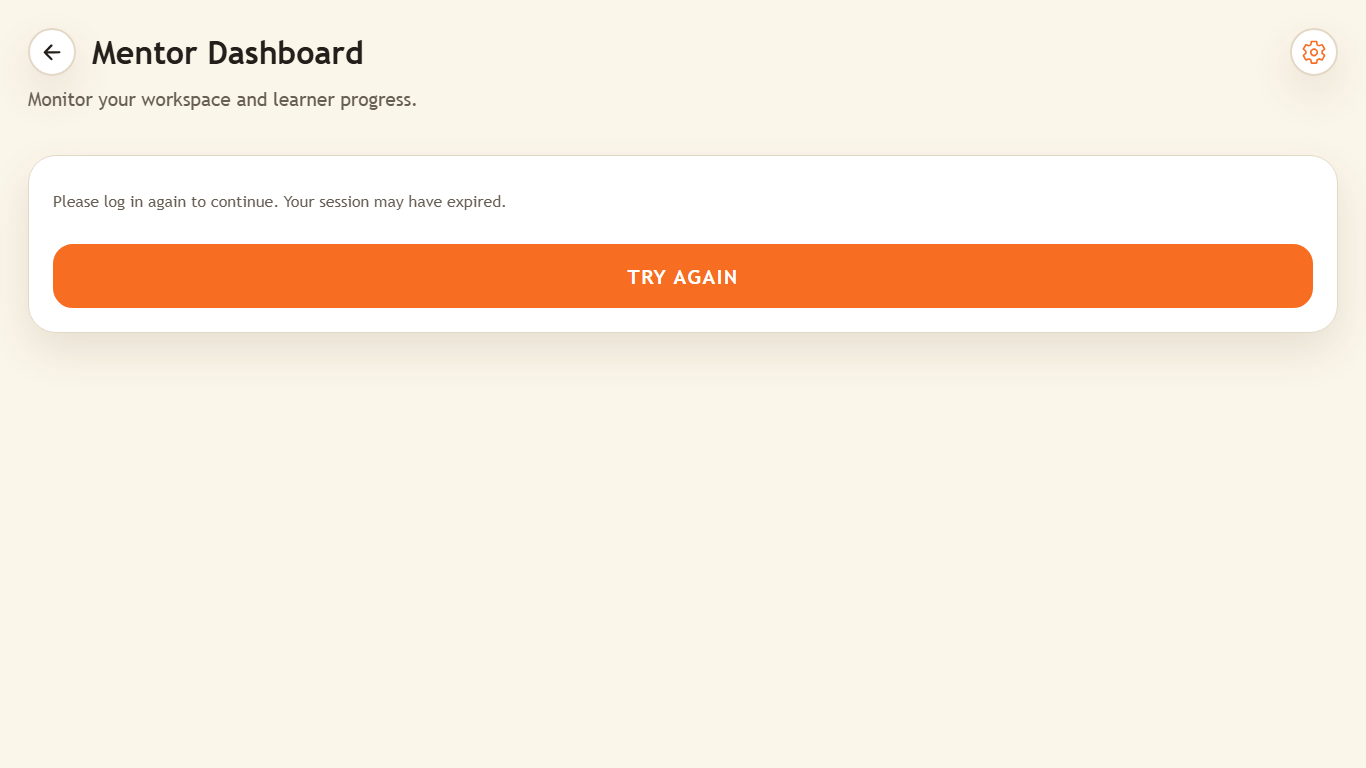 Mentor Dashboard
Monitor your workspace and learner progress.
Please log in again to continue. Your session may have expired.
TRY AGAIN